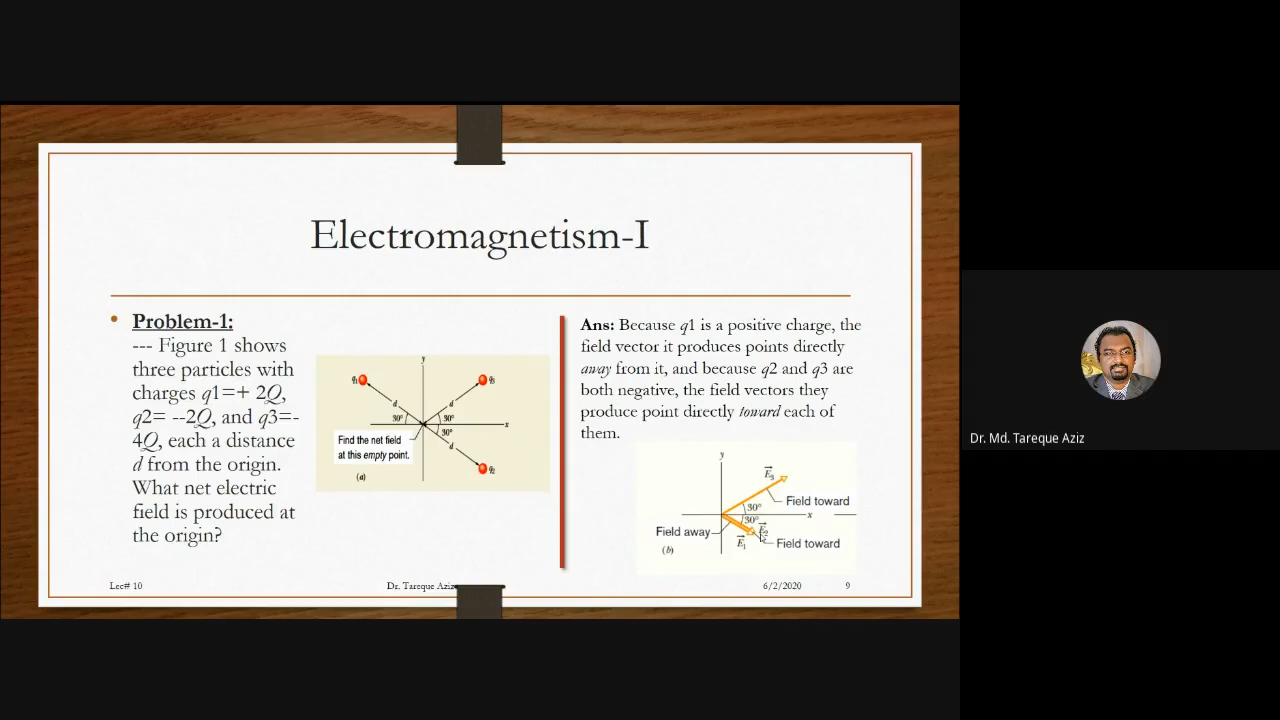 Electromagnetism-I
• Problem-1:
--- Figure 1 shows
three particles with
charges q1=+ 2Q,
q2= --2Q, and q3=-
4Q, each a distance
d from the origin.
What net electric
field is produced at
the origin?
y
q1
q3
d
d
30°
30°
x
30°
d
Find the net field
at this empty point.
q2
(a)
Ans: Because q1 is a positive charge, the
field vector it produces points directly
away from it, and because q2 and q3 are
both negative, the field vectors they
produce point directly toward each of
them.
y
E3
Field toward
30°
x
30°
Field away
E2
E1
Field toward
(b)
Lec# 10
Dr. Tareque Aziz
6/2/2020
9
Dr. Md. Tareque Aziz